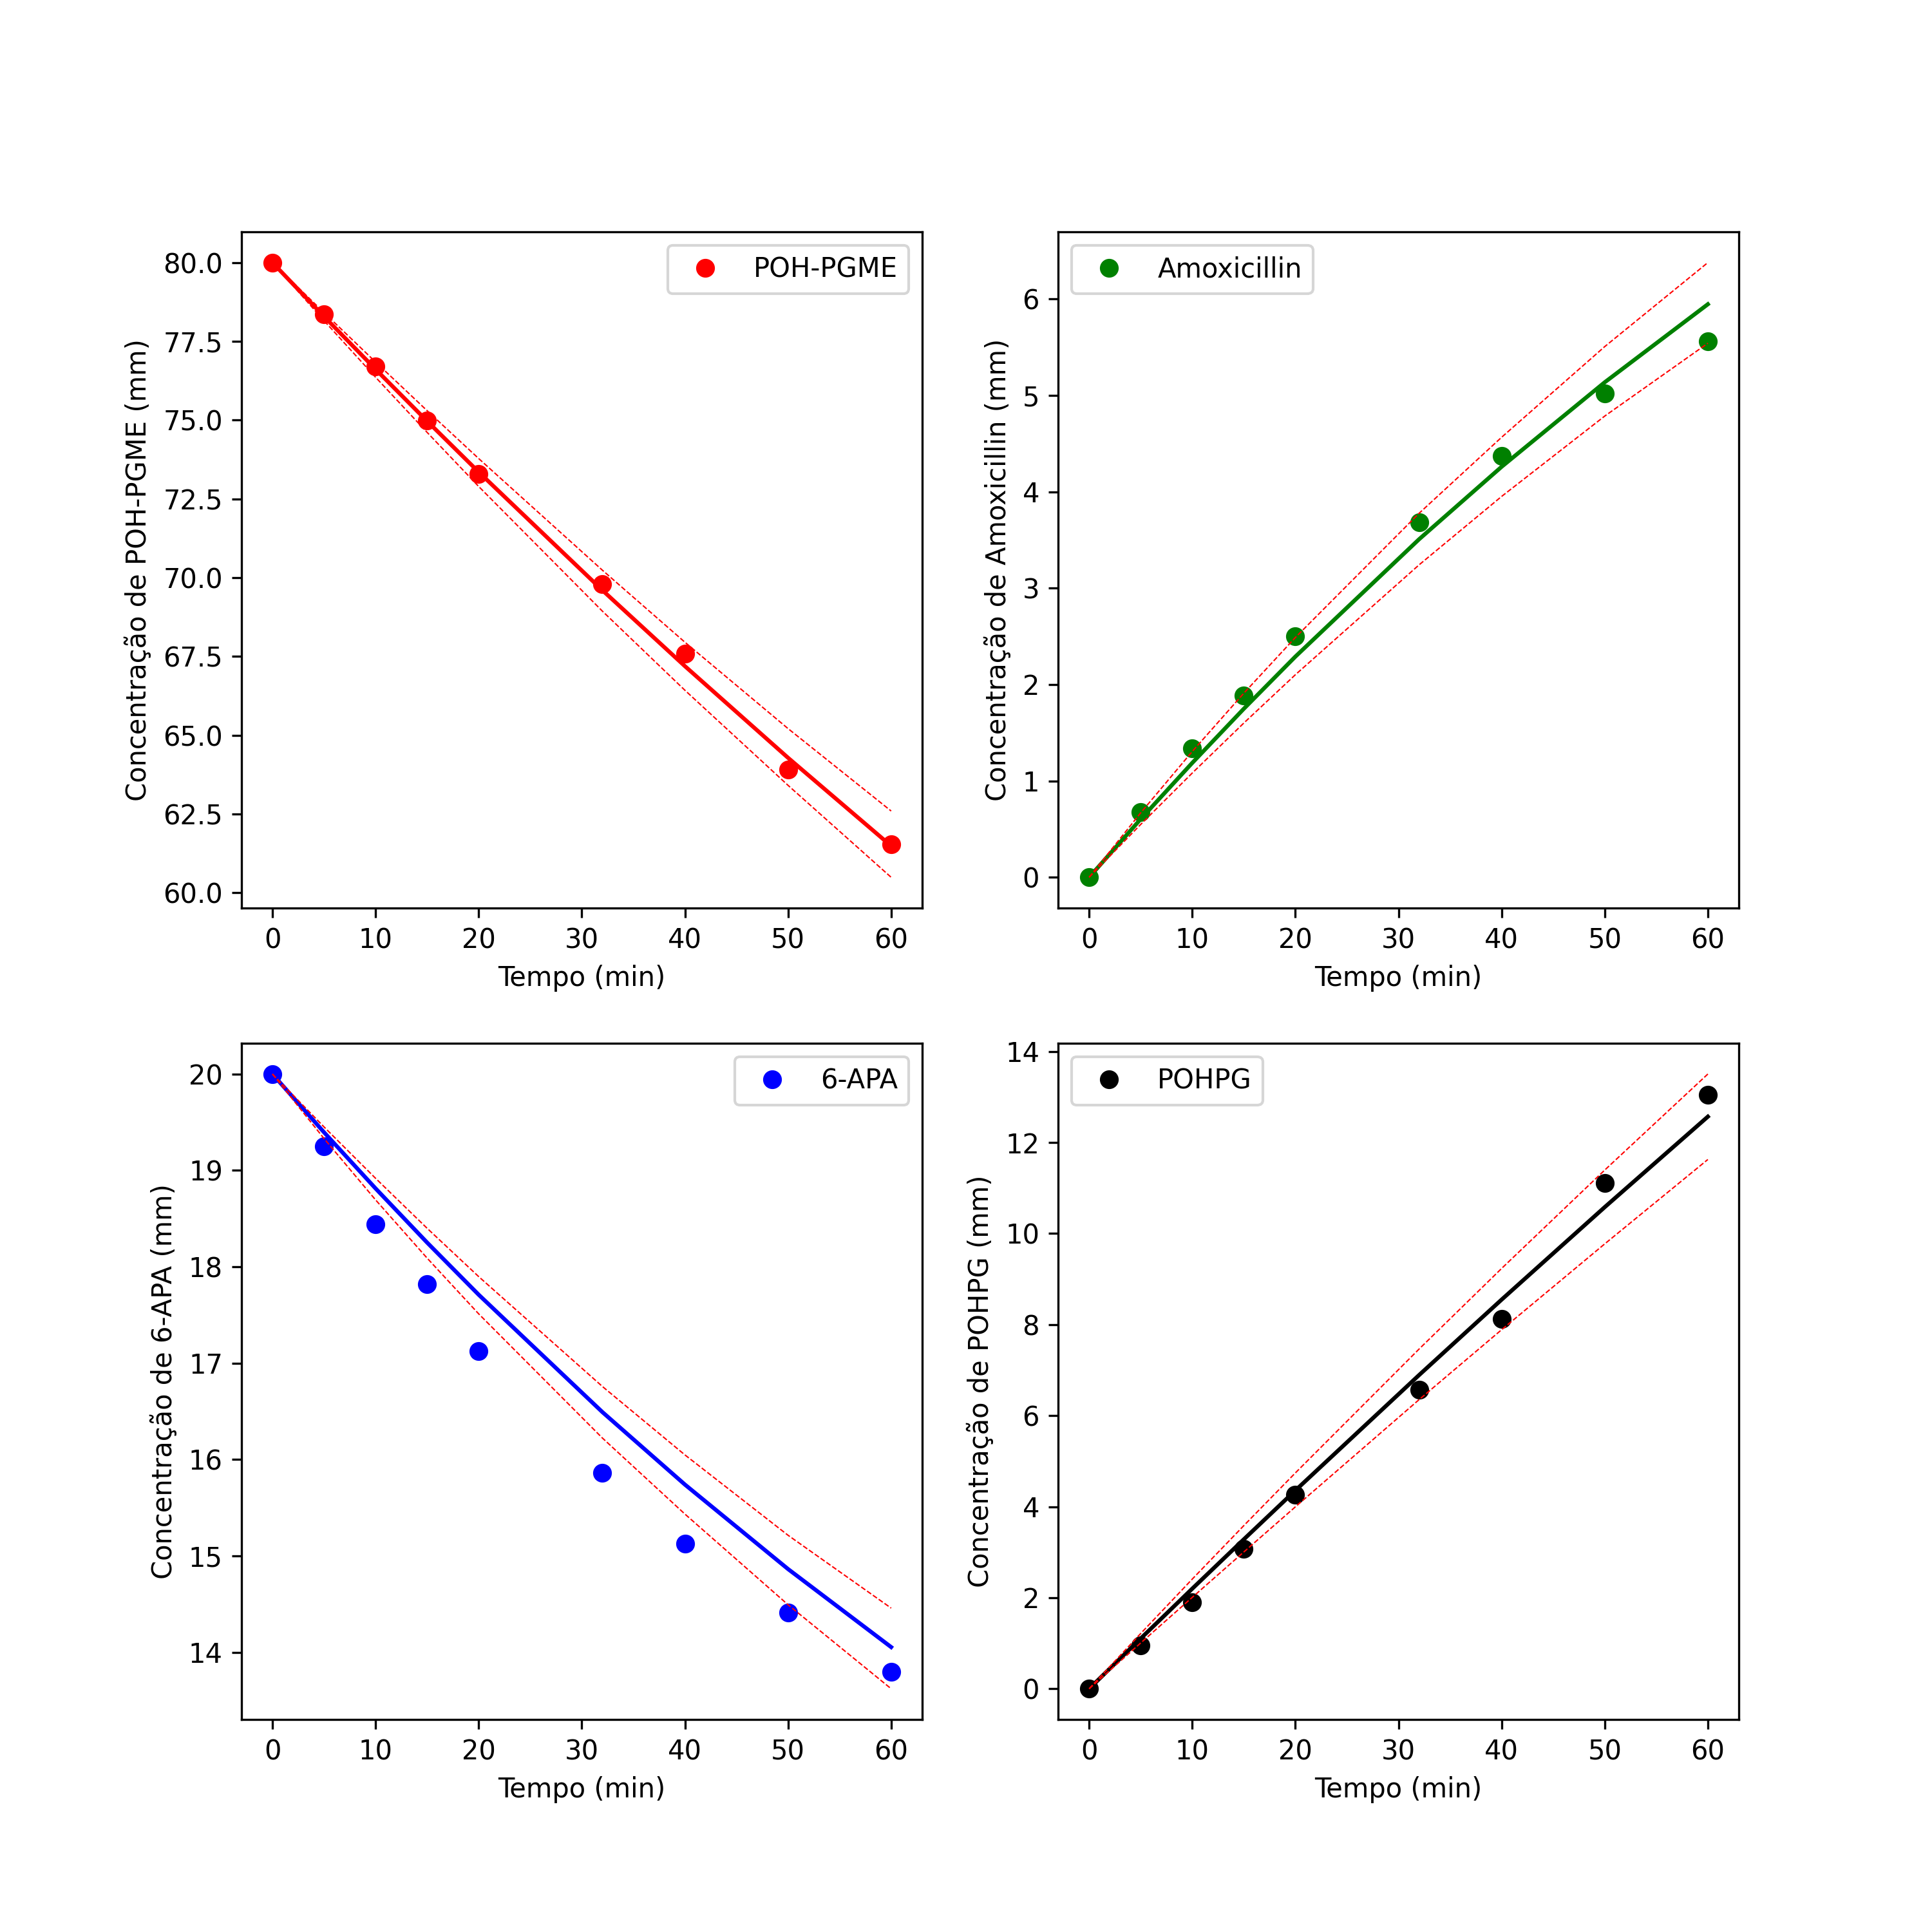 POH-PGME
Concentração de POH-PGME (mm)
80.0
77.5
75.0
72.5
70.0
67.5
65.0
62.5
60.0
0 10 20 30 40 50 60
Tempo (min)
Amoxicillin
Concentração de Amoxicillin (mm)
6
5
4
3
2
1
0
0 10 20 30 40 50 60
Tempo (min)
6-APA
Concentração de 6-APA (mm)
20
19
18
17
16
15
14
0 10 20 30 40 50 60
Tempo (min)
POHPG
Concentração de POHPG (mm)
14
12
10
8
6
4
2
0
0 10 20 30 40 50 60
Tempo (min)